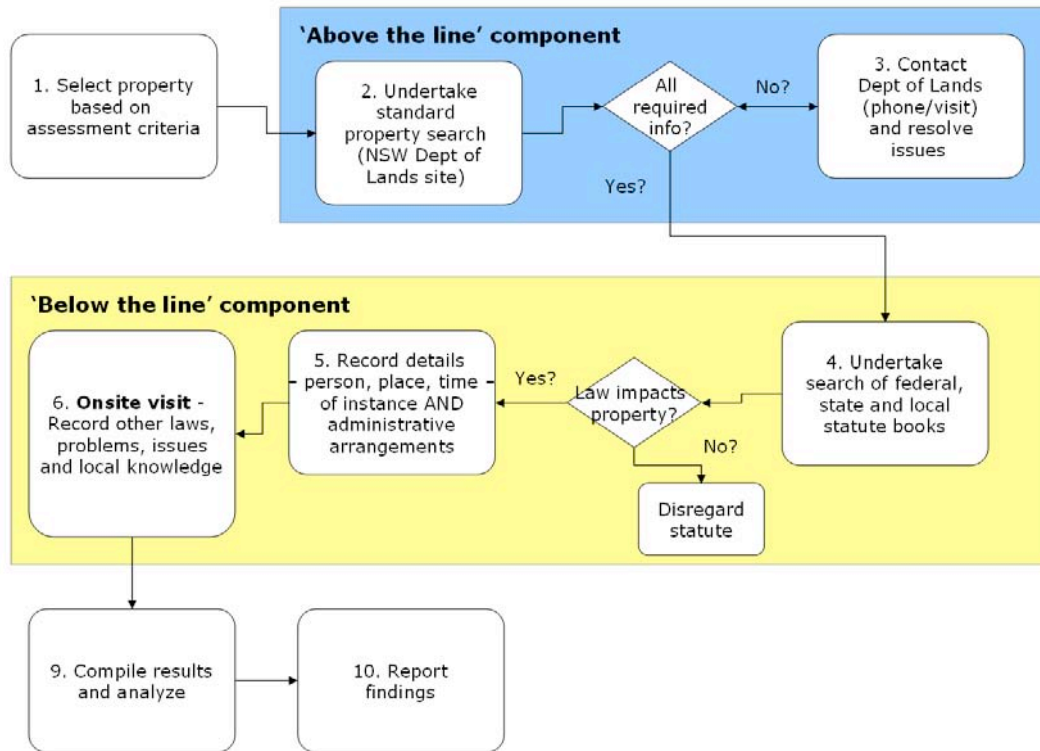 'Above the line' component
1. Select property
based on
assessment criteria
2. Undertake
standard
property search
(NSW Dept of
Lands site)
All
required
info?
No?
3. Contact
Dept of Lands
(phone/visit)
and resolve
issues
Yes?
'Below the line' component
4. Undertake
search of federal,
state and local
statute books
Law impacts
property?
Yes?
No?
Disregard
statute
5. Record details
person, place, time
of instance AND
administrative
arrangements
6. Onsite visit -
Record other laws,
problems, issues
and local knowledge
9. Compile results
and analyze
10. Report
findings